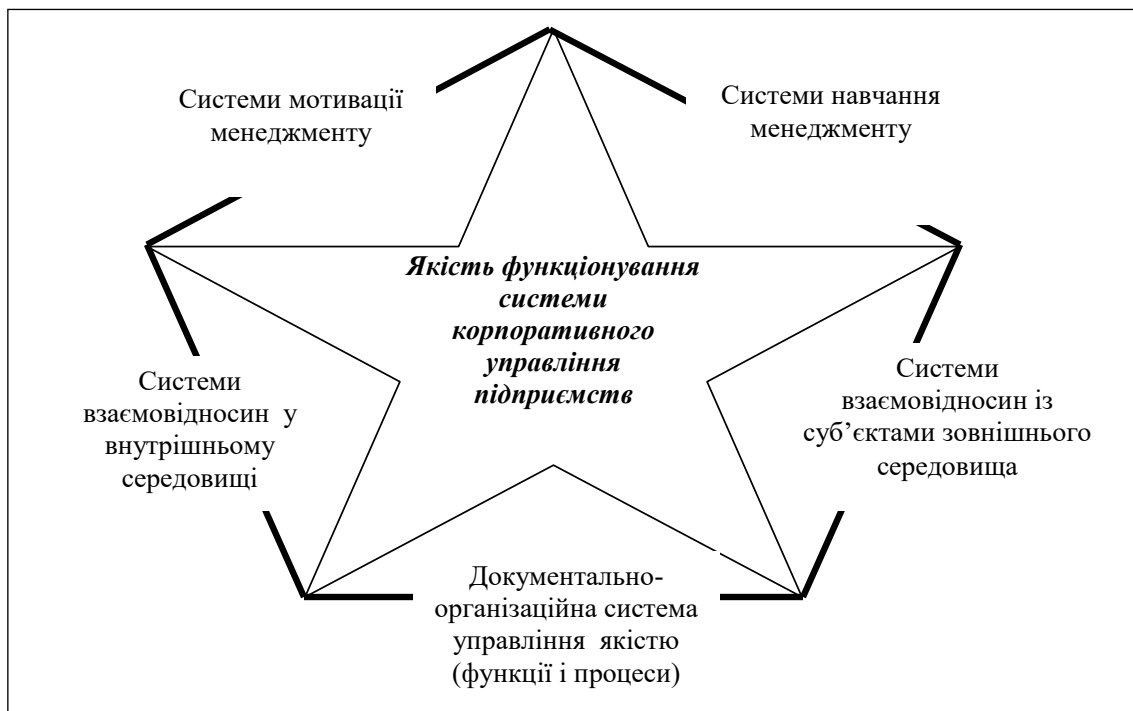 Системи мотивації
менеджменту
Системи навчання
менеджменту
Якість функціонування
системи
корпоративного
управління
підприємств
Системи
взаємовідносин у
внутрішньому
середовищі
Системи
взаємовідносин із
суб’єктами зовнішнього
середовища
Документально-
організаційна система
управління якістю
(функції і процеси)